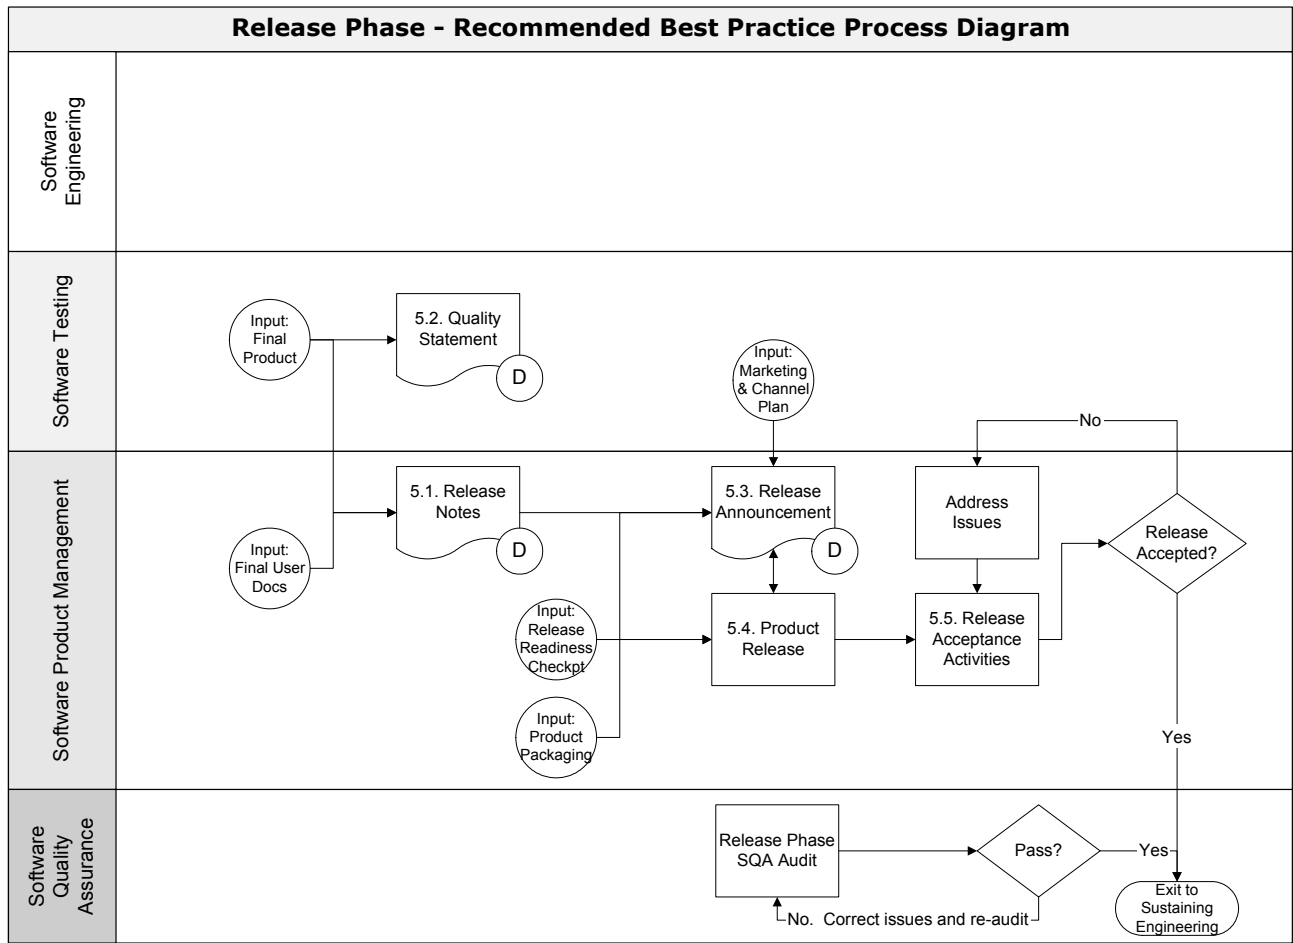 Release Phase - Recommended Best Practice Process Diagram
Software
Engineering
Software Testing
Input:
Final
Product
5.2. Quality
Statement
D
Input:
Marketing
& Channel
Plan
No
Software Product Management
5.1. Release
Notes
D
5.3. Release
Announcement
D
Address
Issues
Release
Accepted?
Input:
Final User
Docs
Input:
Release
Readiness
Checkpt
5.4. Product
Release
5.5. Release
Acceptance
Activities
Input:
Product
Packaging
Yes
Software
Quality
Assurance
Release Phase
SQA Audit
Pass?
Yes
No.  Correct issues and re-audit
Exit to
Sustaining
Engineering